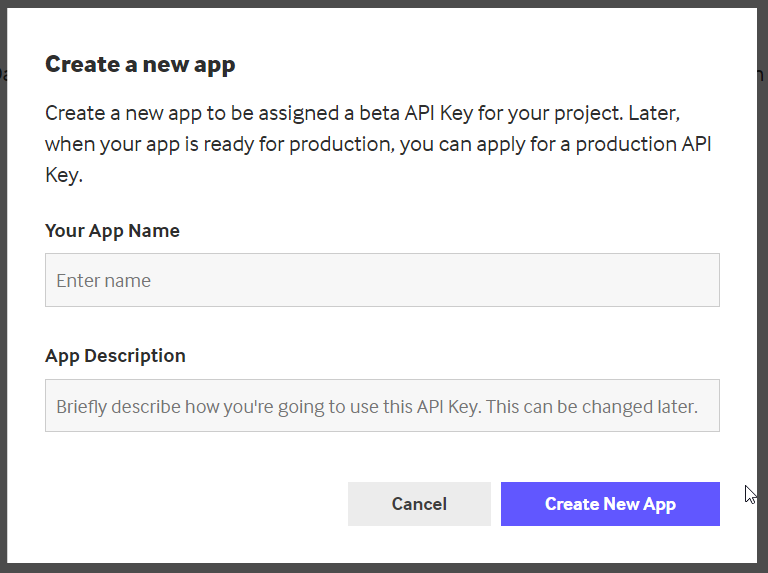 Create a new app
Create a new app to be assigned a beta API Key for your project. Later,
when your app is ready for production, you can apply for a production API
Key.
Your App Name
Enter name
App Description
Briefly describe how you're going to use this API Key. This can be changed later.
Cancel
Create New App